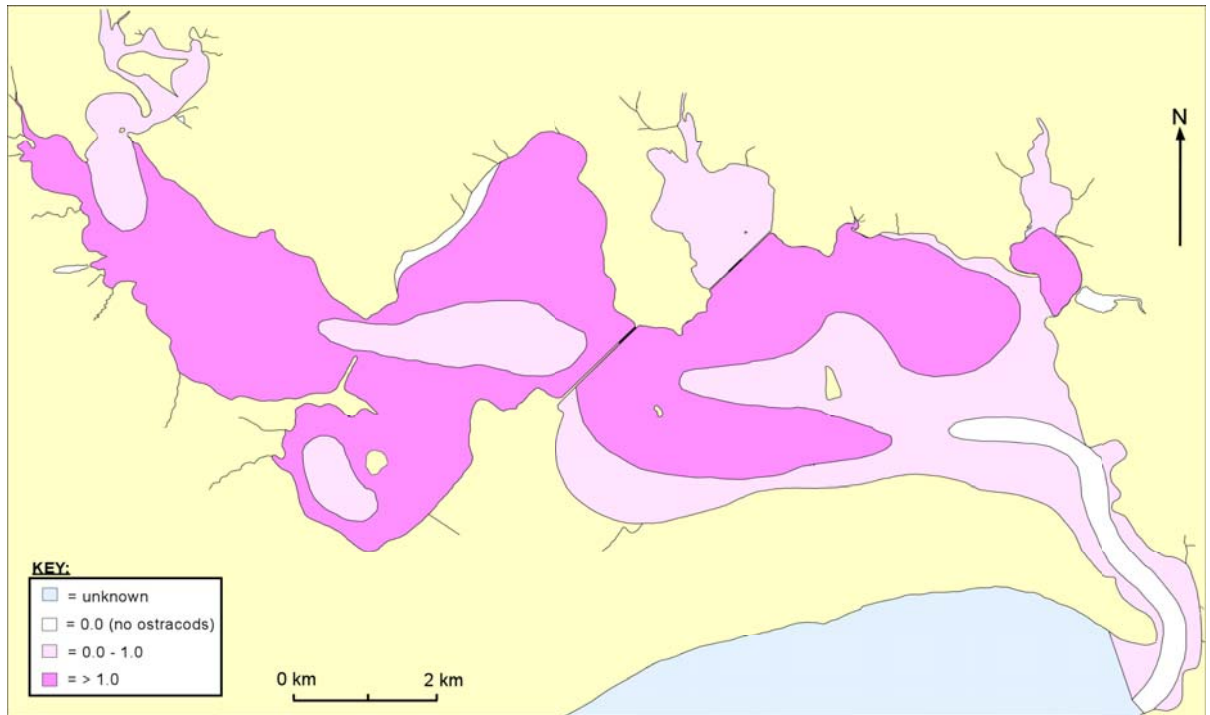 N
KEY:
= unknown
= 0.0 (no ostracods)
= 0.0 - 1.0
= > 1.0
0 km 2 km